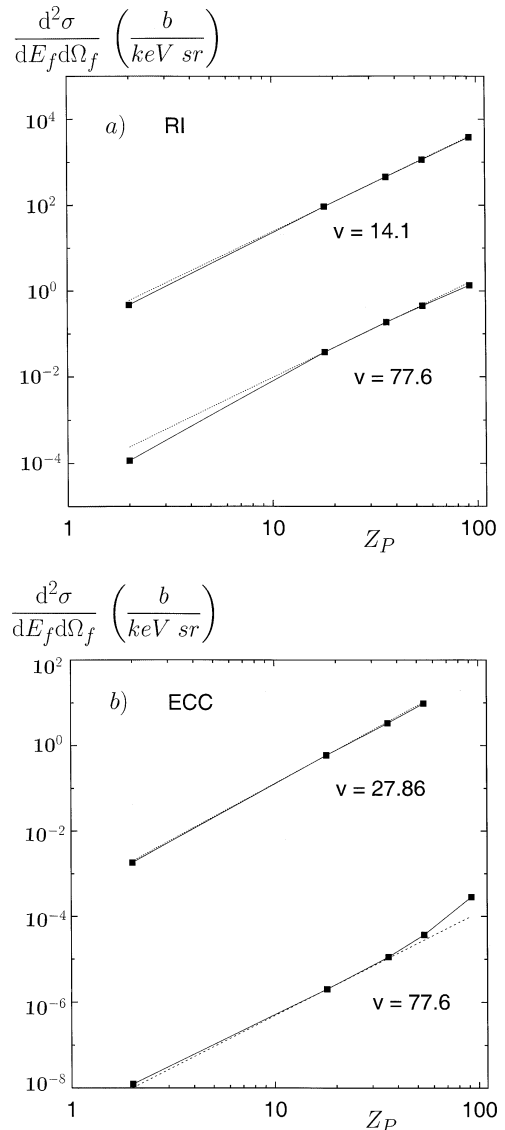 d²σ/dE_f dΩ_f (b/keV sr)
a) RI
10⁴
10²
10⁰
10⁻²
10⁻⁴
v = 14.1
v = 77.6
1 10 100
Z_P
d²σ/dE_f dΩ_f (b/keV sr)
b) ECC
10²
10⁰
10⁻²
10⁻⁴
10⁻⁶
10⁻⁸
v = 27.86
v = 77.6
1 10 100
Z_P